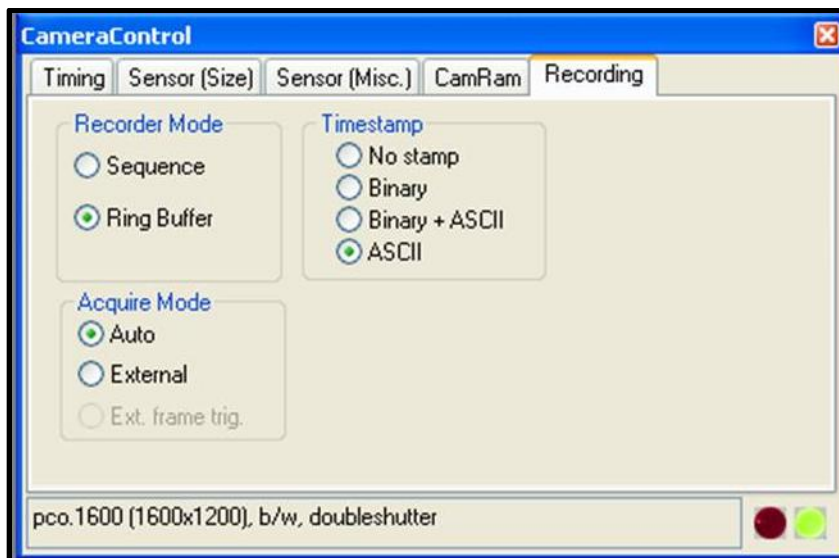 CameraControl
Timing Sensor (Size) Sensor (Misc.) CamRam Recording
Recorder Mode
Sequence
Ring Buffer
Timestamp
No stamp
Binary
Binary + ASCII
ASCII
Acquire Mode
Auto
External
Ext. frame trig.
pco.1600 (1600x1200), b/w, doubleshutter